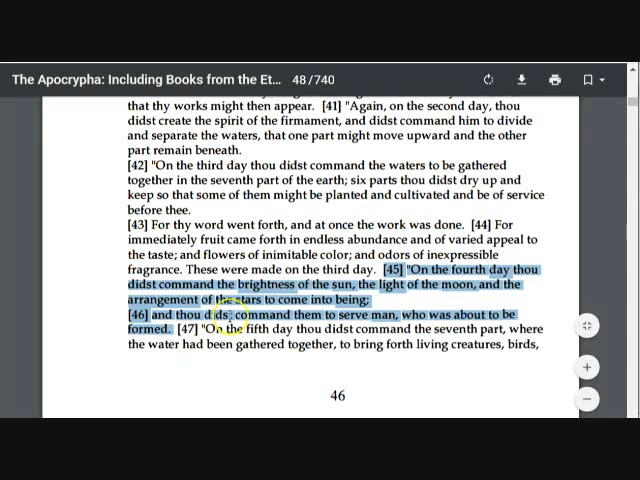 The Apocrypha: Including Books from the Et... 48/740
that thy works might then appear. [41] "Again, on the second day, thou
didst create the spirit of the firmament, and didst command him to divide
and separate the waters, that one part might move upward and the other
part remain beneath.
[42] "On the third day thou didst command the waters to be gathered
together in the seventh part of the earth; six parts thou didst dry up and
keep so that some of them might be planted and cultivated and be of service
before thee.
[43] For thy word went forth, and at once the work was done. [44] For
immediately fruit came forth in endless abundance and of varied appeal to
the taste; and flowers of inimitable color; and odors of inexpressible
fragrance. These were made on the third day. [45] "On the fourth day thou
didst command the brightness of the sun, the light of the moon, and the
arrangement of the stars to come into being;
[46] and thou didst command them to serve man, who was about to be
formed. [47] "On the fifth day thou didst command the seventh part, where
the water had been gathered together, to bring forth living creatures, birds,
46